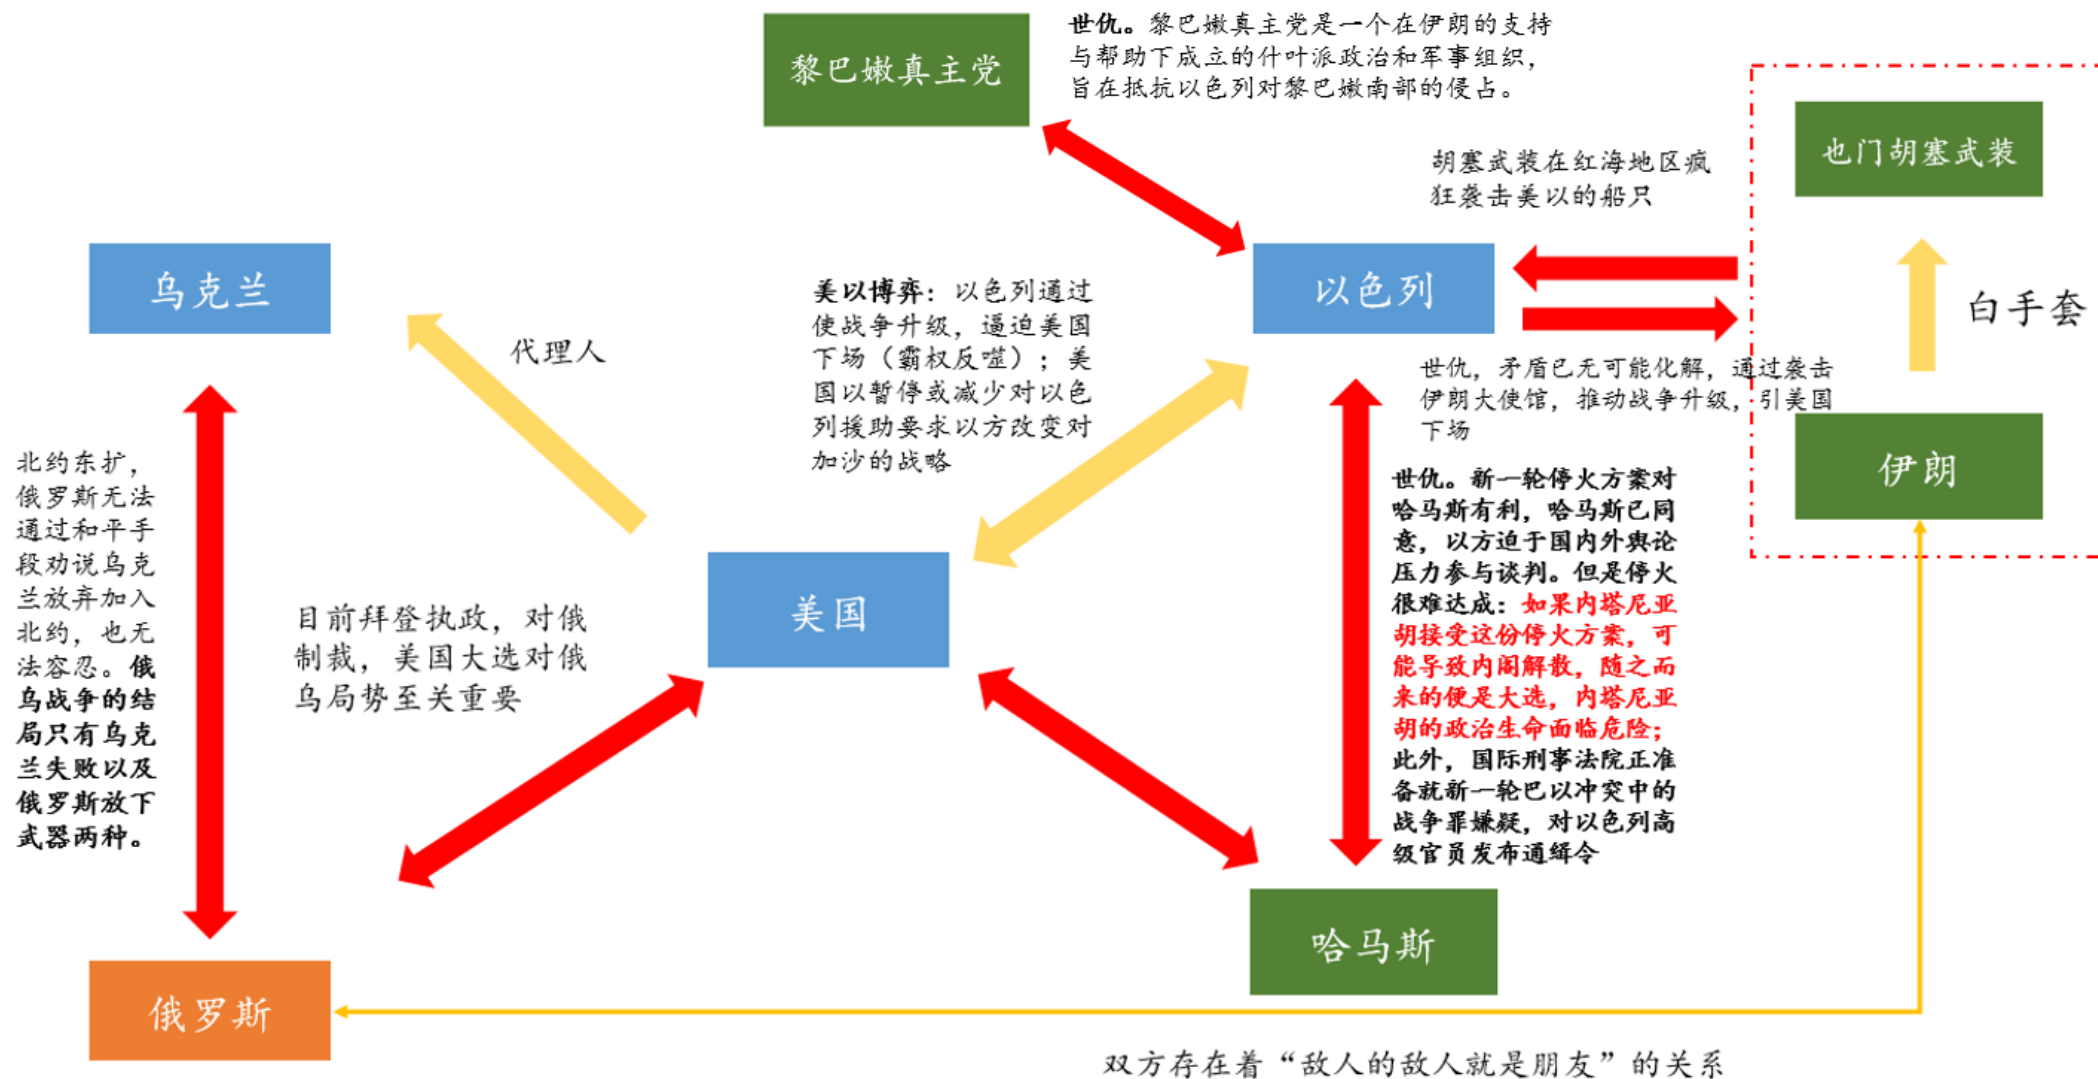 黎巴嫩真主党
世仇。黎巴嫩真主党是一个在伊朗的支持
与帮助下成立的什叶派政治和军事组织，
旨在抵抗以色列对黎巴嫩南部的侵占。
也门胡塞武装
胡塞武装在红海地区疯
狂袭击美以的船只
乌克兰
以色列
白手套
代理人
美以博弈：以色列通过
使战争升级，逼迫美国
下场（霸权反噬）；美
国以暂停或减少对以色
列援助要求以方改变对
加沙的战略
世仇，矛盾已无可能化解，通过袭击
伊朗大使馆，推动战争升级，引美国
下场
伊朗
北约东扩，
俄罗斯无法
通过和平手
段劝说乌克
兰放弃加入
北约，也无
法容忍。俄
乌战争的结
局只有乌克
兰失败以及
俄罗斯放下
武器两种。
目前拜登执政，对俄
制裁，美国大选对俄
乌局势至关重要
美国
世仇。新一轮停火方案对
哈马斯有利，哈马斯已同
意，以方迫于国内外舆论
压力参与谈判。但是停火
很难达成：如果内塔尼亚
胡接受这份停火方案，可
能导致内阁解散，随之而
来的便是大选，内塔尼亚
胡的政治生命面临危险；
此外，国际刑事法院正准
备就新一轮巴以冲突中的
战争罪嫌疑，对以色列高
级官员发布通缉令
哈马斯
俄罗斯
双方存在着“敌人的敌人就是朋友”的关系